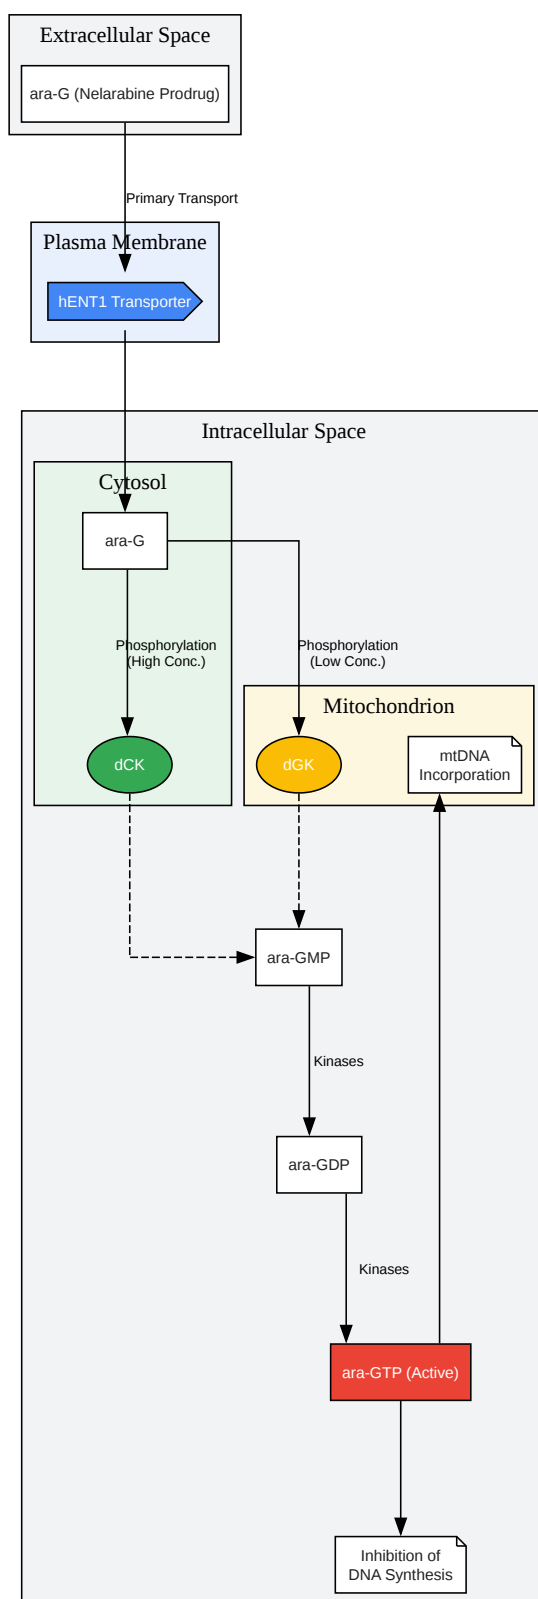 Extracellular Space
ara-G (Nelarabine Prodrug)
Primary Transport
Plasma Membrane
hENT1 Transporter
Intracellular Space
Cytosol
ara-G
Phosphorylation
(High Conc.)
Phosphorylation
(Low Conc.)
Mitochondrion
dCK
dGK
mtDNA
Incorporation
ara-GMP
Kinases
ara-GDP
Kinases
ara-GTP (Active)
Inhibition of
DNA Synthesis